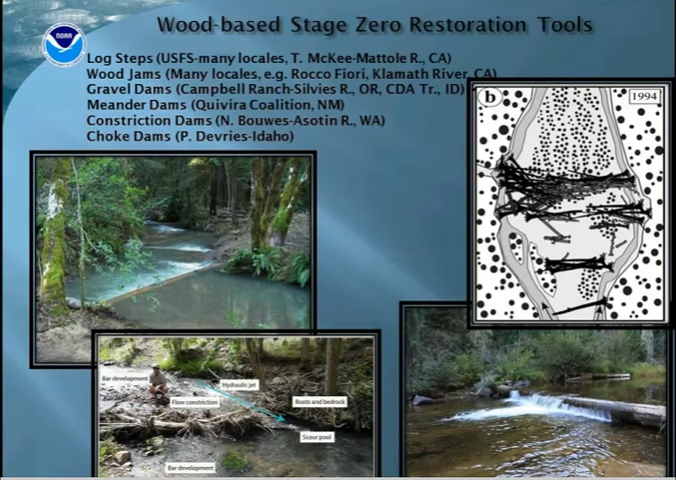 Wood-based Stage Zero Restoration Tools
NOAA
Log Steps (USFS-many locales, T. McKee-Mattole R., CA)
Wood Jams (Many locales, e.g. Rocco Fiori, Klamath River, CA)
Gravel Dams (Campbell Ranch-Silvies R., OR, CDA Tr., ID)
Meander Dams (Quivira Coalition, NM)
Constriction Dams (N. Bouwes-Asotin R., WA)
Choke Dams (P. Devries-Idaho)
b
1994
Bar development
Hydraulic jet
Flow constriction
Roots and bedrock
Scour pool
Bar development